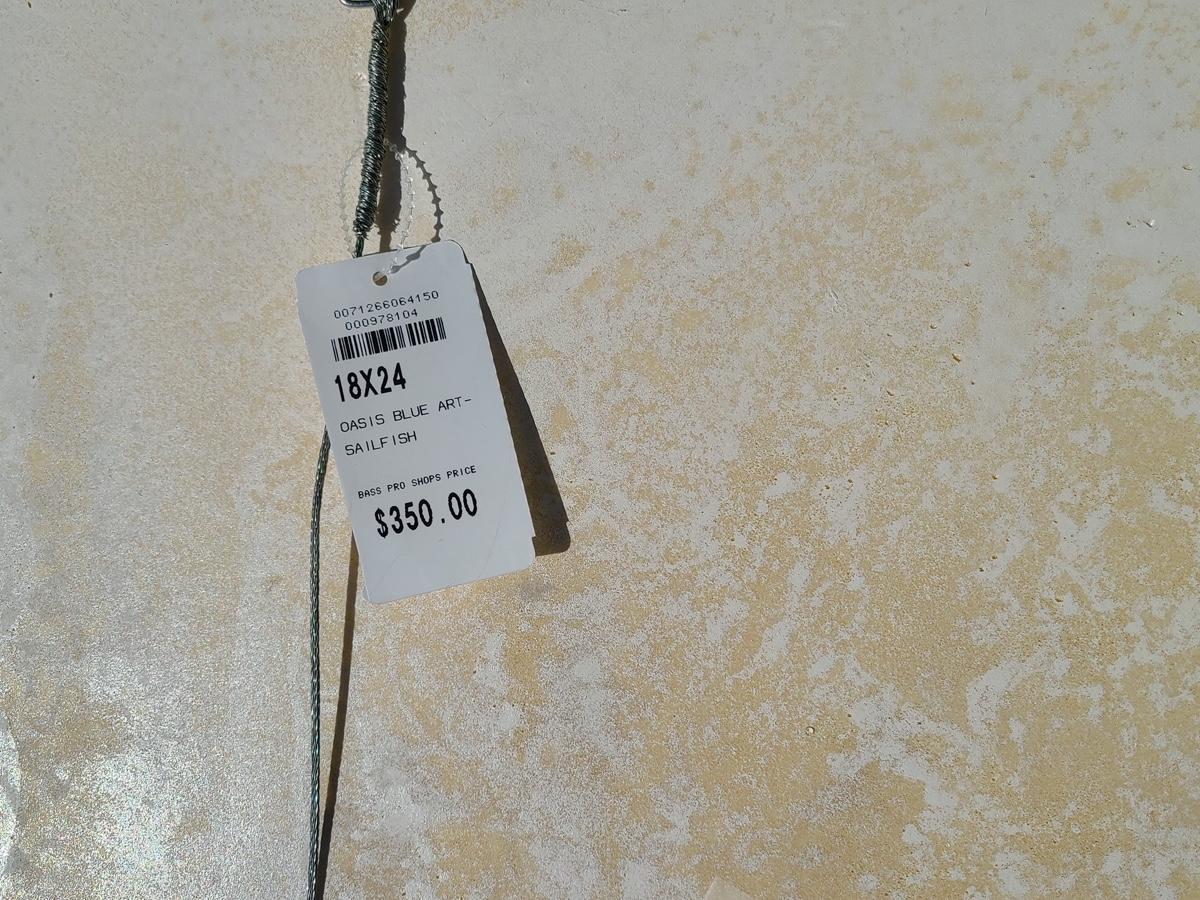 0071266064150
000978104
18X24
OASIS BLUE ART-
SAILFISH
BASS PRO SHOPS PRICE
$350.00